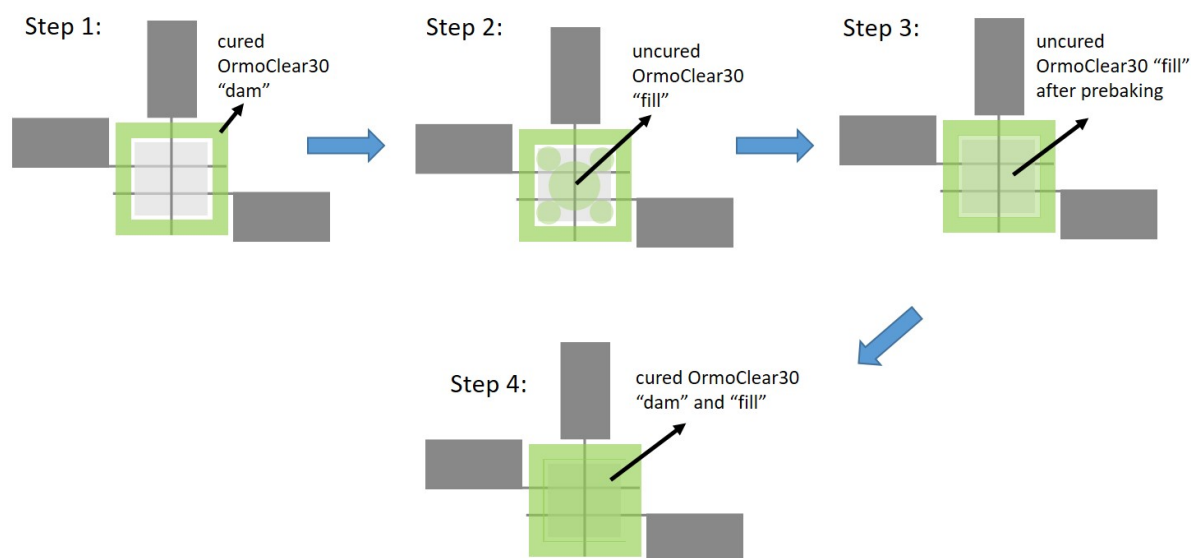 Step 1:
cured
OrmoClear30
“dam”
Step 2:
uncured
OrmoClear30
“fill”
Step 3:
uncured
OrmoClear30 “fill”
after prebaking
Step 4:
cured OrmoClear30
“dam” and “fill”